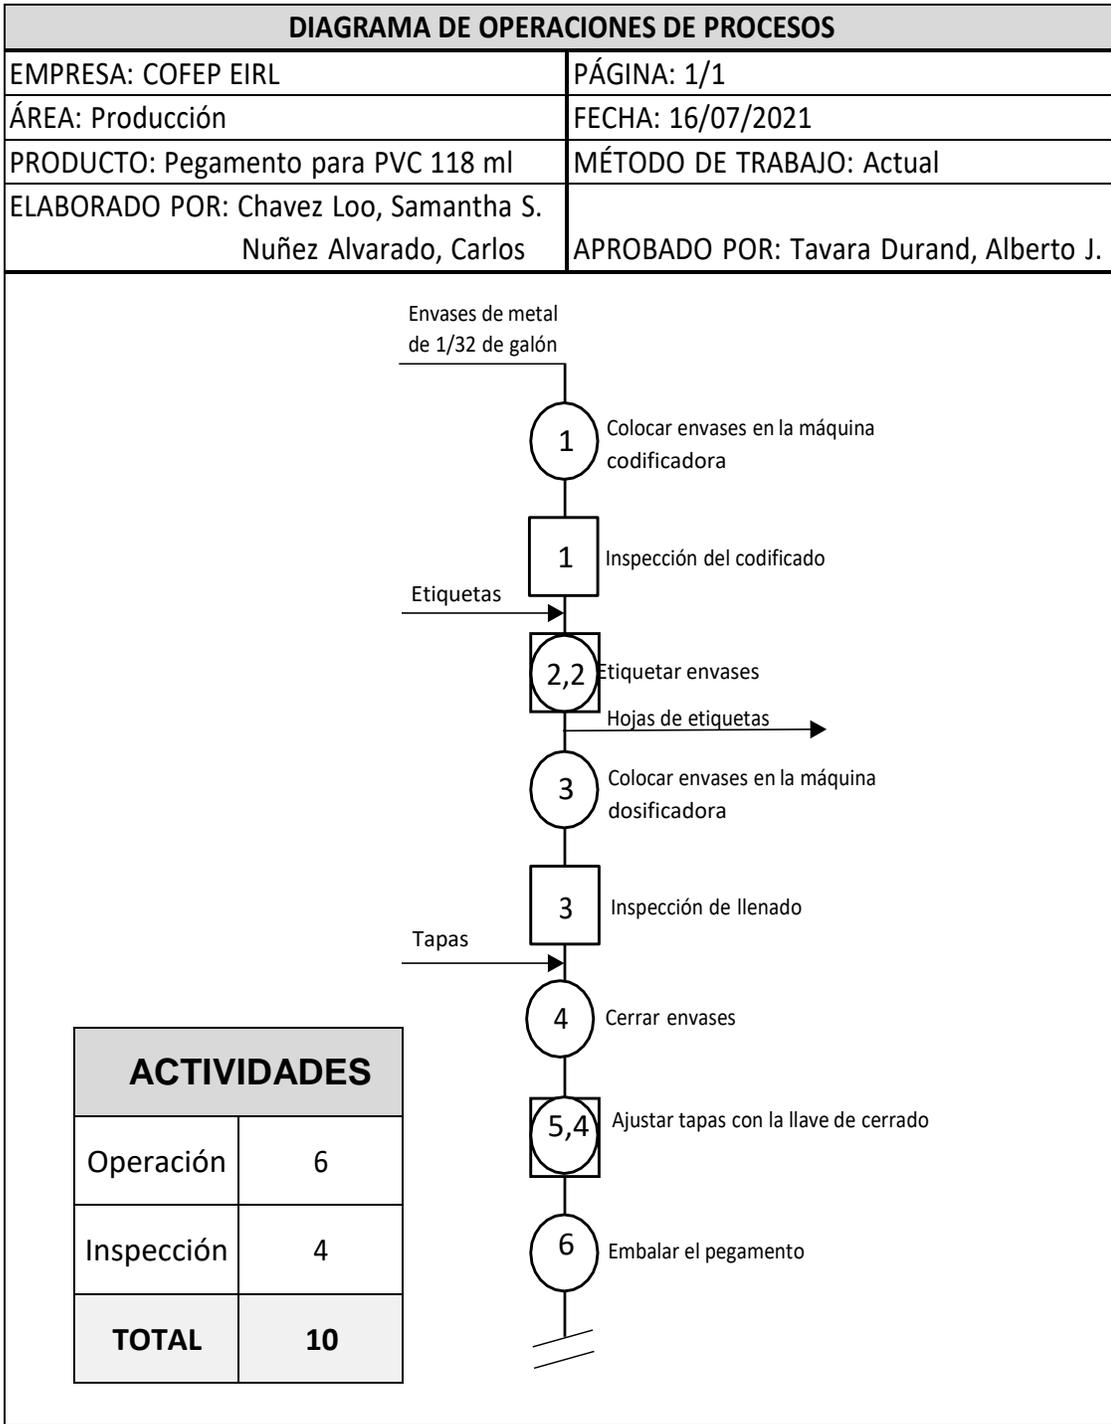 DIAGRAMA DE OPERACIONES DE PROCESOS
EMPRESA: COFEP EIRL
PÁGINA: 1/1
ÁREA: Producción
FECHA: 16/07/2021
PRODUCTO: Pegamento para PVC 118 ml
MÉTODO DE TRABAJO: Actual
ELABORADO POR: Chavez Loo, Samantha S.
Nuñez Alvarado, Carlos
APROBADO POR: Tavara Durand, Alberto J.
Envases de metal
de 1/32 de galón
1
Colocar envases en la máquina
codificadora
1
Inspección del codificado
Etiquetas
2,2
Etiquetar envases
Hojas de etiquetas
3
Colocar envases en la máquina
dosificadora
3
Inspección de llenado
Tapas
4
Cerrar envases
5,4
Ajustar tapas con la llave de cerrado
6
Embalar el pegamento
ACTIVIDADES
Operación 6
Inspección 4
TOTAL 10